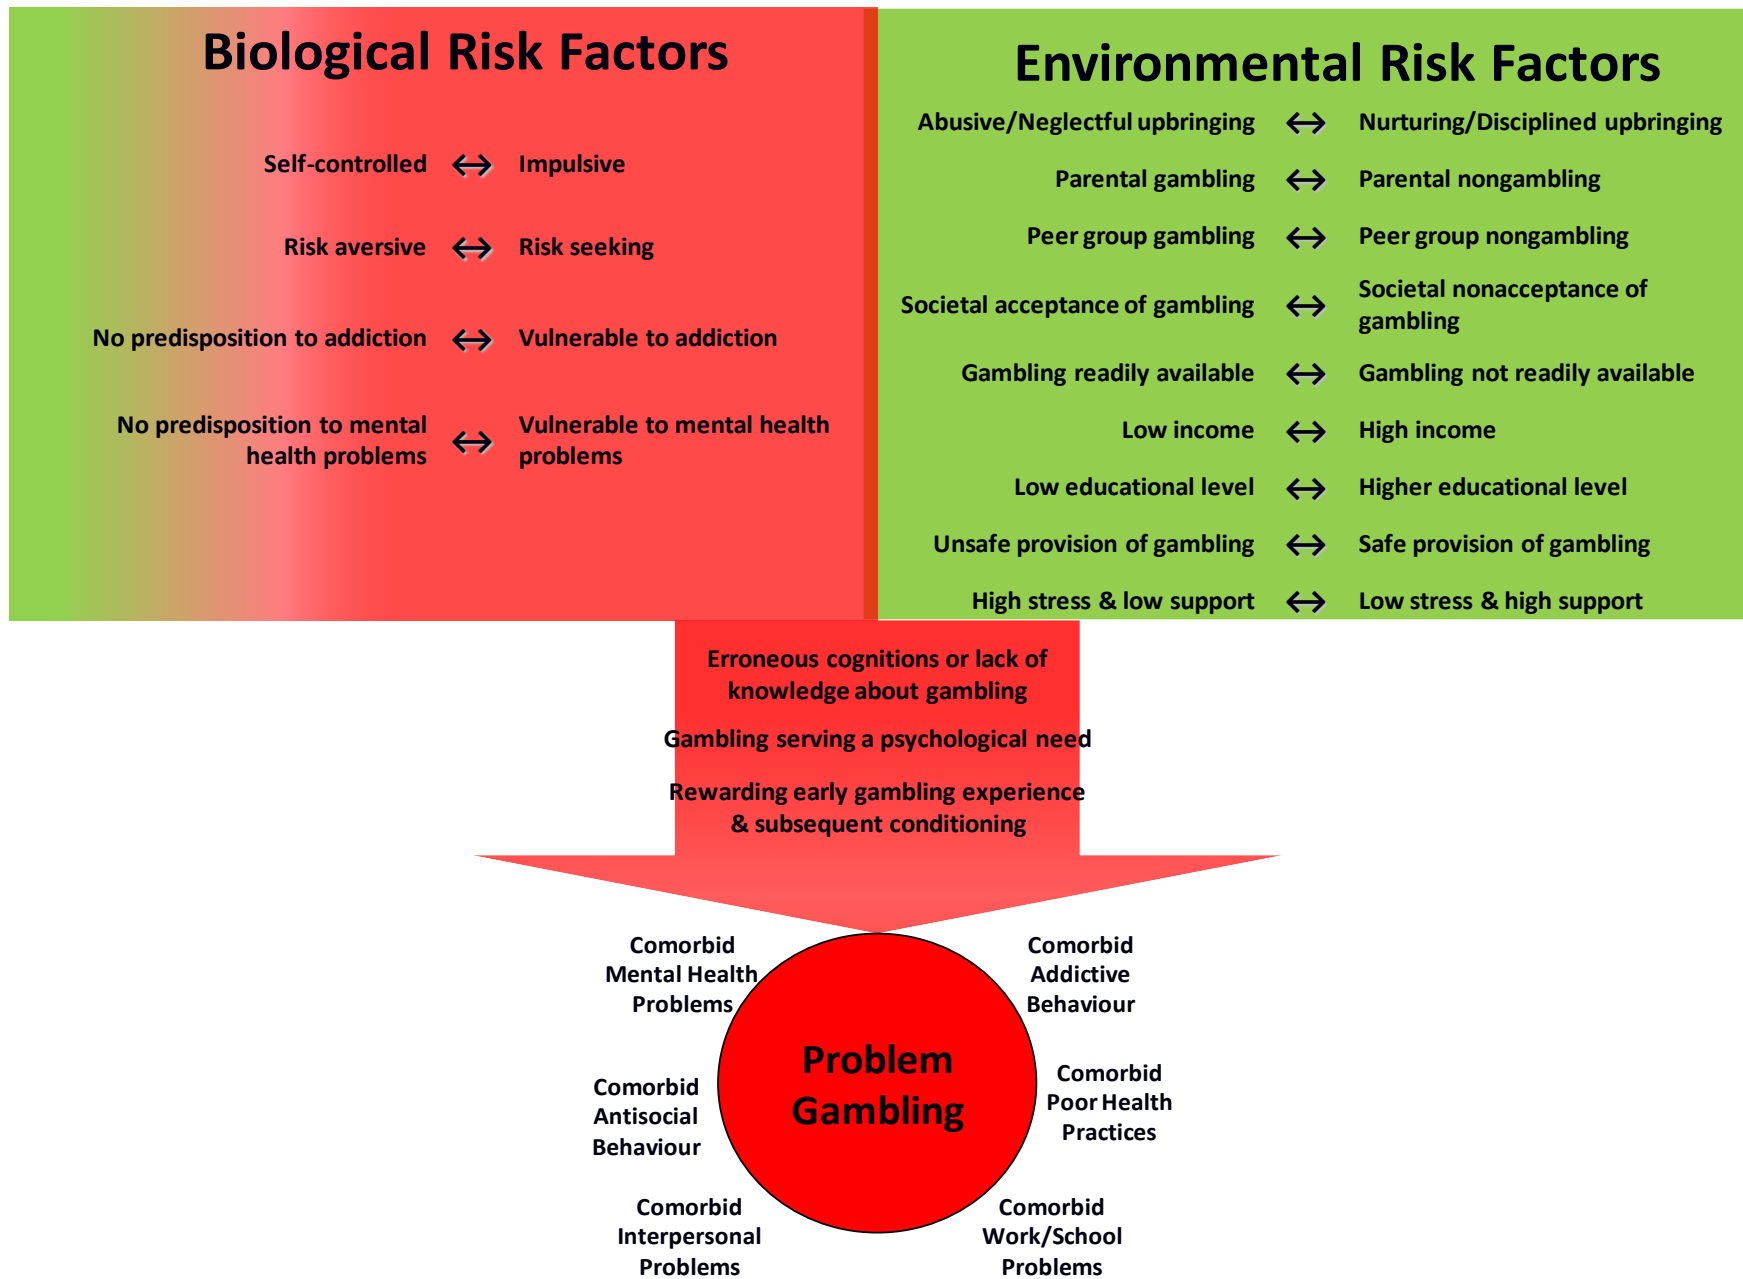 Biological Risk Factors
Self-controlled ↔ Impulsive
Risk aversive ↔ Risk seeking
No predisposition to addiction ↔ Vulnerable to addiction
No predisposition to mental
health problems
↔
Vulnerable to mental health
problems
Environmental Risk Factors
Abusive/Neglectful upbringing ↔ Nurturing/Disciplined upbringing
Parental gambling ↔ Parental nongambling
Peer group gambling ↔ Peer group nongambling
Societal acceptance of gambling ↔ Societal nonacceptance of
gambling
Gambling readily available ↔ Gambling not readily available
Low income ↔ High income
Low educational level ↔ Higher educational level
Unsafe provision of gambling ↔ Safe provision of gambling
High stress & low support ↔ Low stress & high support
Erroneous cognitions or lack of
knowledge about gambling
Gambling serving a psychological need
Rewarding early gambling experience
& subsequent conditioning
Comorbid
Mental Health
Problems
Comorbid
Addictive
Behaviour
Problem
Gambling
Comorbid
Antisocial
Behaviour
Comorbid
Poor Health
Practices
Comorbid
Interpersonal
Problems
Comorbid
Work/School
Problems